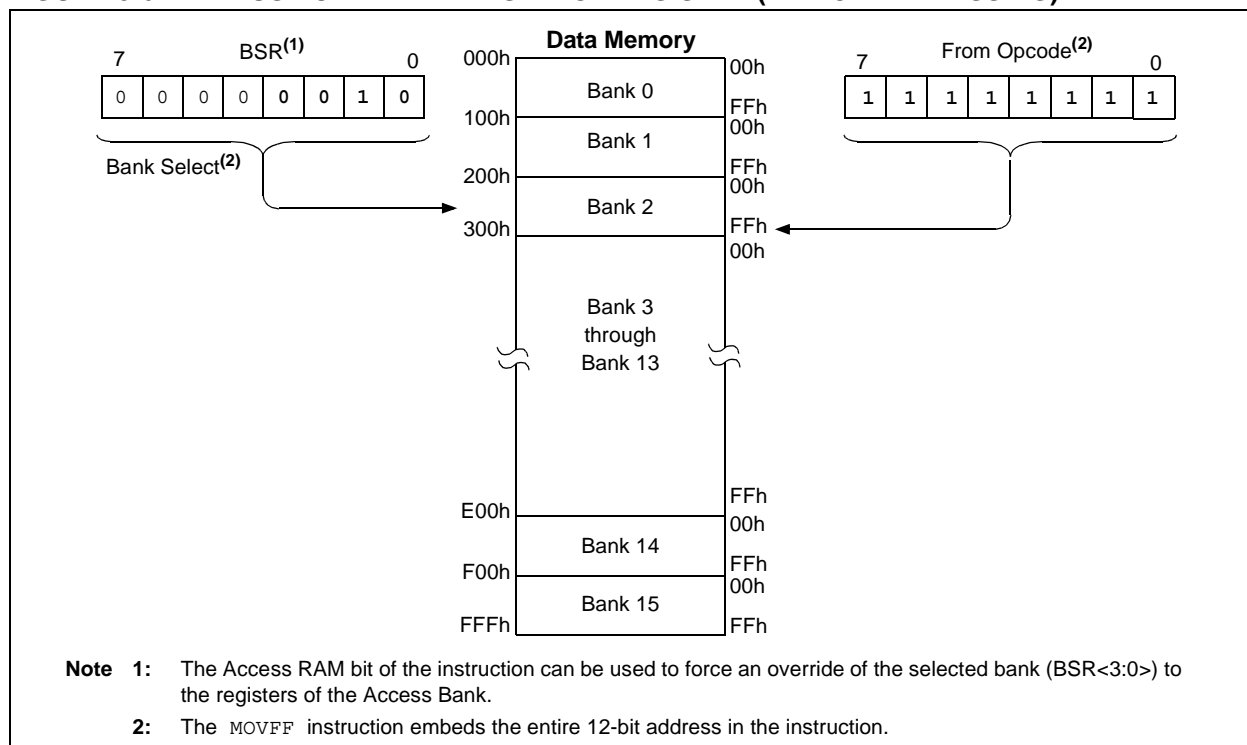 Data Memory
7 BSR(1) 0
0 0 0 0 0 0 1 0
Bank Select(2)
7 From Opcode(2) 0
1 1 1 1 1 1 1 1
000h Bank 0 00h
FFh
100h Bank 1 00h
FFh
200h Bank 2 00h
FFh
300h 00h
Bank 3
through
Bank 13
FFh
E00h Bank 14 00h
FFh
F00h Bank 15 00h
FFFh FFh
Note 1: The Access RAM bit of the instruction can be used to force an override of the selected bank (BSR<3:0>) to
the registers of the Access Bank.
2: The MOVFF instruction embeds the entire 12-bit address in the instruction.